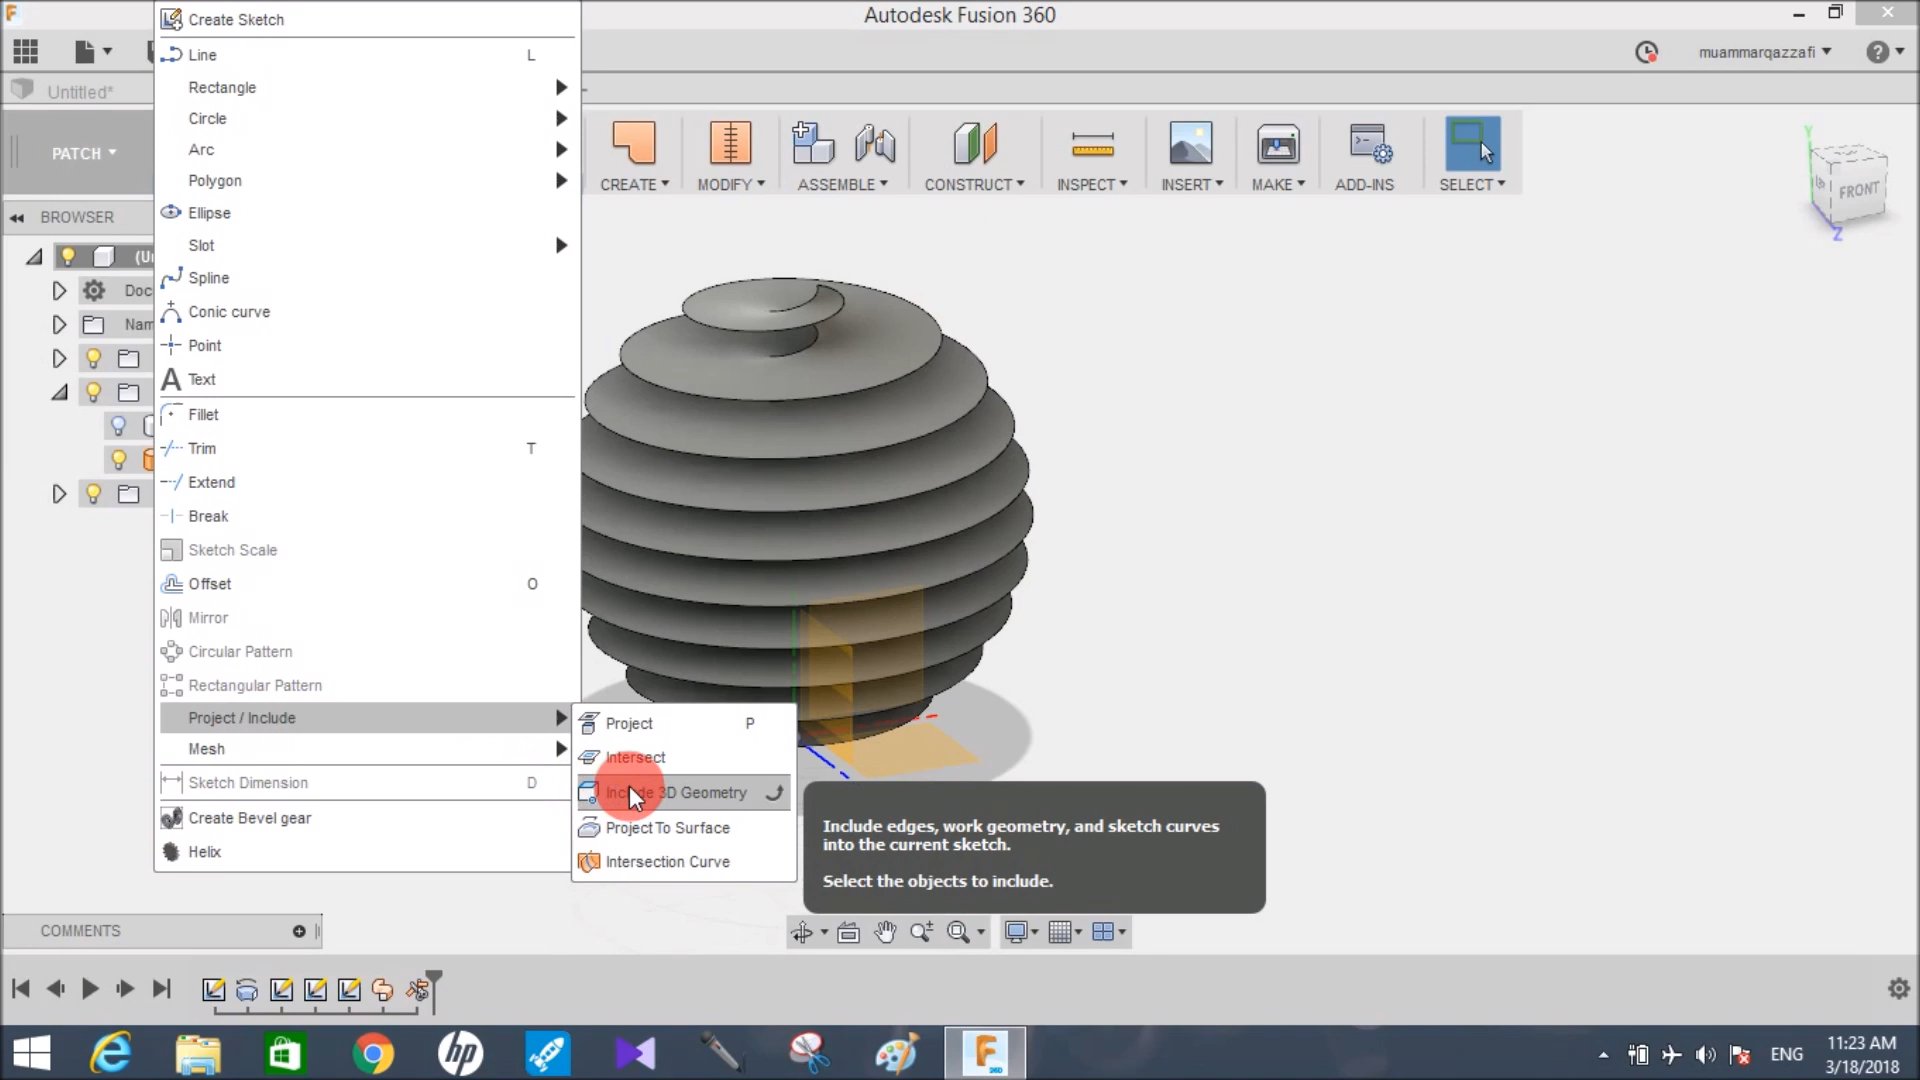 Autodesk Fusion 360
muammarqazzafi
Untitled*
PATCH
CREATE
MODIFY
ASSEMBLE
CONSTRUCT
INSPECT
INSERT
MAKE
ADD-INS
SELECT
FRONT
Y
Z
BROWSER
(Un
Doc
Nam
Create Sketch
Line L
Rectangle
Circle
Arc
Polygon
Ellipse
Slot
Spline
Conic curve
Point
Text
Fillet
Trim T
Extend
Break
Sketch Scale
Offset O
Mirror
Circular Pattern
Rectangular Pattern
Project / Include
Mesh
Sketch Dimension D
Create Bevel gear
Helix
Project P
Intersect
Include 3D Geometry
Project To Surface
Intersection Curve
Include edges, work geometry, and sketch curves
into the current sketch.
Select the objects to include.
COMMENTS
ENG
11:23 AM
3/18/2018